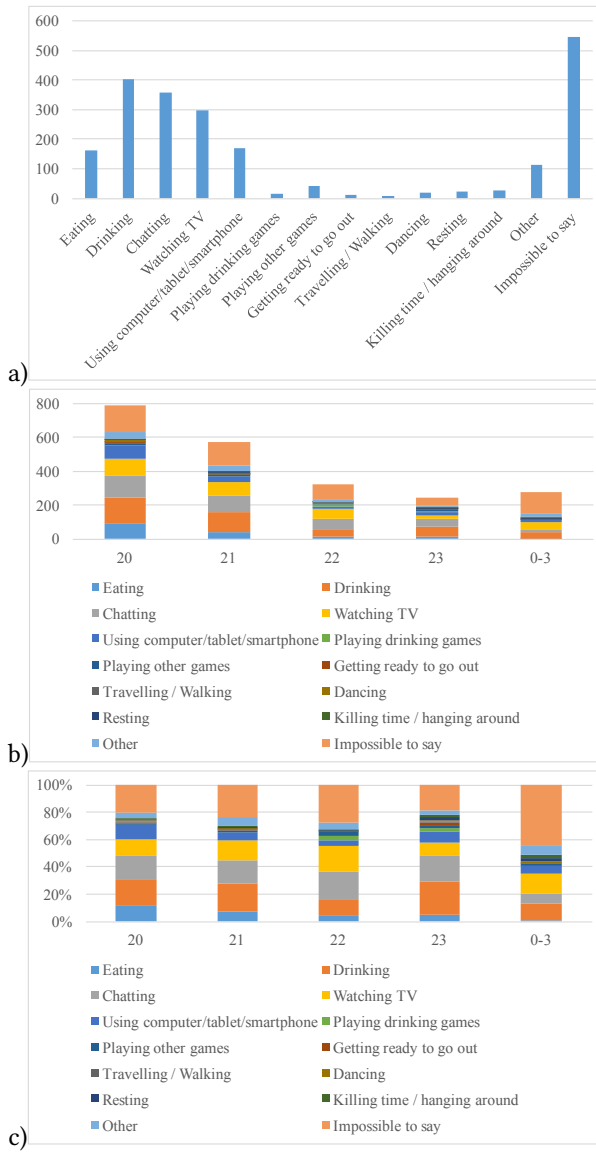 600
500
400
300
200
100
0
Eating
Drinking
Chatting
Watching TV
Using computer/tablet/smartphone
Playing drinking games
Playing other games
Getting ready to go out
Travelling / Walking
Dancing
Resting
Killing time / hanging around
Other
Impossible to say
a)
800
600
400
200
0
20 21 22 23 0-3
Eating Drinking
Chatting Watching TV
Using computer/tablet/smartphone Playing drinking games
Playing other games Getting ready to go out
Travelling / Walking Dancing
Resting Killing time / hanging around
Other Impossible to say
b)
100%
80%
60%
40%
20%
0%
20 21 22 23 0-3
Eating Drinking
Chatting Watching TV
Using computer/tablet/smartphone Playing drinking games
Playing other games Getting ready to go out
Travelling / Walking Dancing
Resting Killing time / hanging around
Other Impossible to say
c)